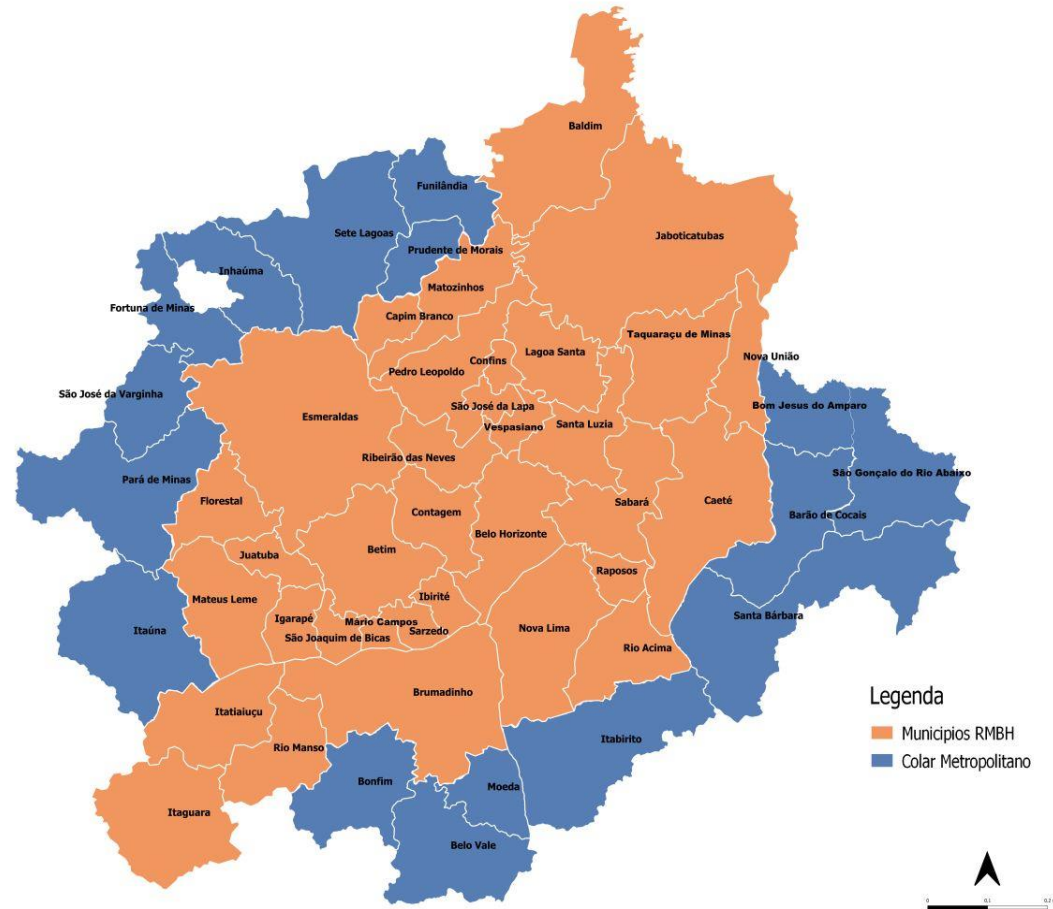 Baldim
Funilândia
Sete Lagoas
Jaboticatubas
Prudente de Morais
Inhaúma
Matozinhos
Fortuna de Minas
Capim Branco
Taquaraçu de Minas
Lagoa Santa
Nova União
Confins
Pedro Leopoldo
São José da Varginha
São José da Lapa
Bom Jesus do Amparo
Esmeraldas
Vespasiano
Santa Luzia
Ribeirão das Neves
São Gonçalo do Rio Abaixo
Pará de Minas
Florestal
Sabará
Caeté
Contagem
Barão de Cocais
Belo Horizonte
Juatuba
Betim
Raposos
Mateus Leme
Ibirité
Igarapé
Mário Campos
Santa Bárbara
Itaúna
São Joaquim de Bicas
Sarzedo
Nova Lima
Rio Acima
Brumadinho
Legenda
Itatiaiuçu
Municipios RMBH
Itabirito
Rio Manso
Colar Metropolitano
Bonfim
Moeda
Itaguara
Belo Vale
0
0.1